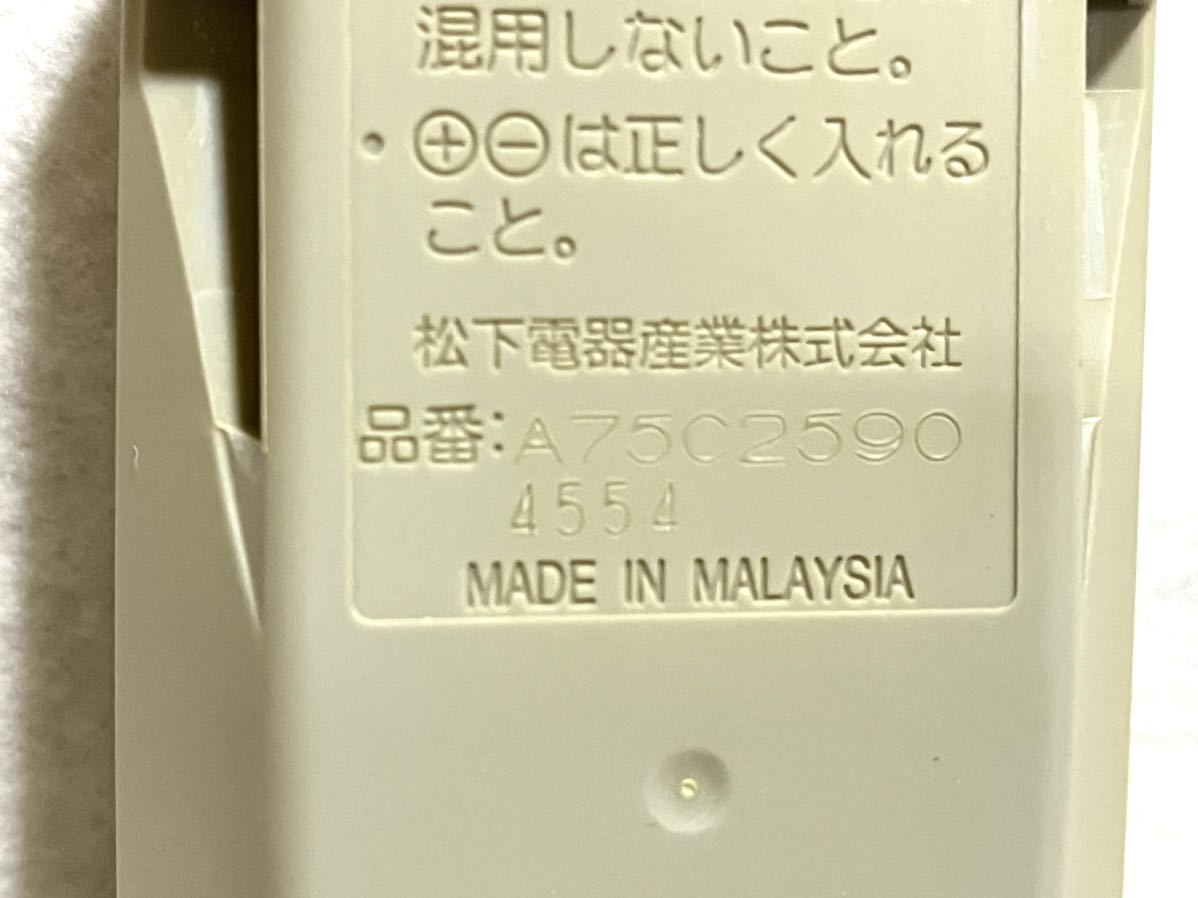 混用しないこと。
・⊕⊖は正しく入れる
こと。
松下電器産業株式会社
品番:A75C2590
4554
MADE IN MALAYSIA